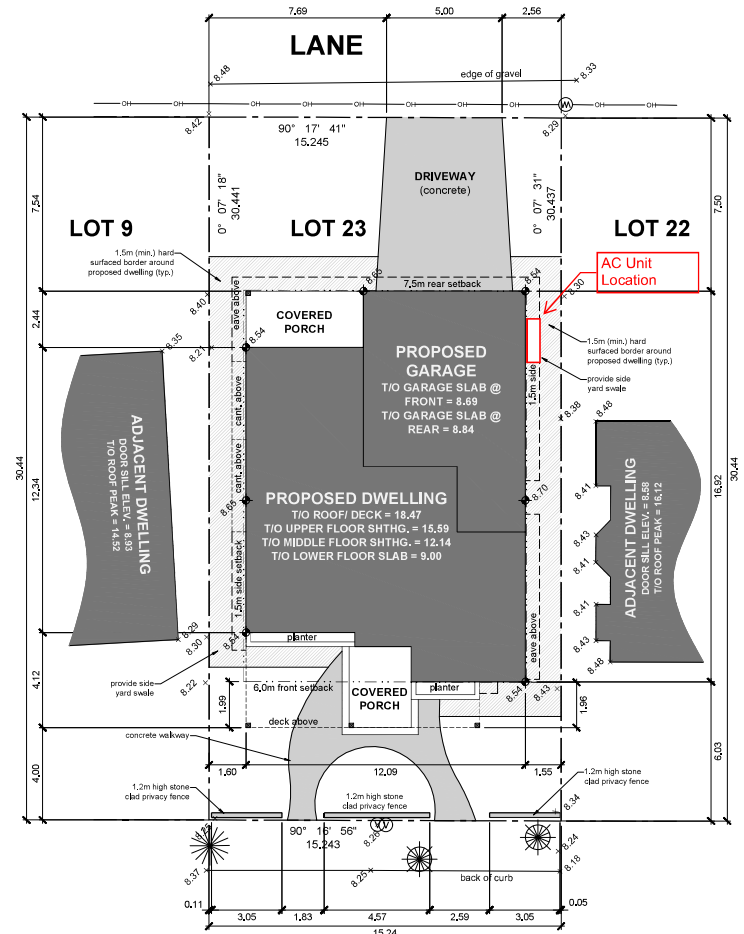 7.69
5.00
2.56
LANE
edge of gravel
8.48
8.33
OH
OH
OH
OH
OH
OH
OH
8.42
8.29
90° 17' 41"
15.245
0° 07' 18"
30.441
0° 07' 31"
30.437
7.54
7.50
DRIVEWAY
(concrete)
LOT 9
LOT 23
LOT 22
1.5m (min.) hard
surfaced border around
proposed dwelling (typ.)
AC Unit
Location
8.65
7.5m rear setback
8.54
8.30
8.40
eave above
COVERED
PORCH
2.44
8.54
8.35
8.21
1.5m (min.) hard
surfaced border around
proposed dwelling (typ.)
provide side
yard swale
1.5m side
PROPOSED
GARAGE
T/O GARAGE SLAB @
FRONT = 8.69
T/O GARAGE SLAB @
REAR = 8.84
cant. above
cant. above
8.38
8.48
ADJACENT DWELLING
DOOR SILL ELEV. = 8.93
T/O ROOF PEAK = 14.52
30.44
12.34
16.92
30.44
8.65
8.70
PROPOSED DWELLING
T/O ROOF/ DECK = 18.47
T/O UPPER FLOOR SHTHG. = 15.59
T/O MIDDLE FLOOR SHTHG. = 12.14
T/O LOWER FLOOR SLAB = 9.00
8.41
8.43
8.41
8.41
8.43
8.48
ADJACENT DWELLING
DOOR SILL ELEV. = 8.58
T/O ROOF PEAK = 16.12
1.5m side setback
8.29
8.30
8.54
planter
eave above
provide side
yard swale
8.22
4.12
6.0m front setback
COVERED
PORCH
planter
8.54
8.43
1.99
1.96
deck above
concrete walkway
6.03
4.00
1.60
12.09
1.55
1.2m high stone
clad privacy fence
1.2m high stone
clad privacy fence
1.2m high stone
clad privacy fence
8.34
8.25
90° 16' 56"
15.243
8.26
8.24
8.18
8.37
8.25
back of curb
0.11
0.05
3.05
1.83
4.57
2.59
3.05
15.24